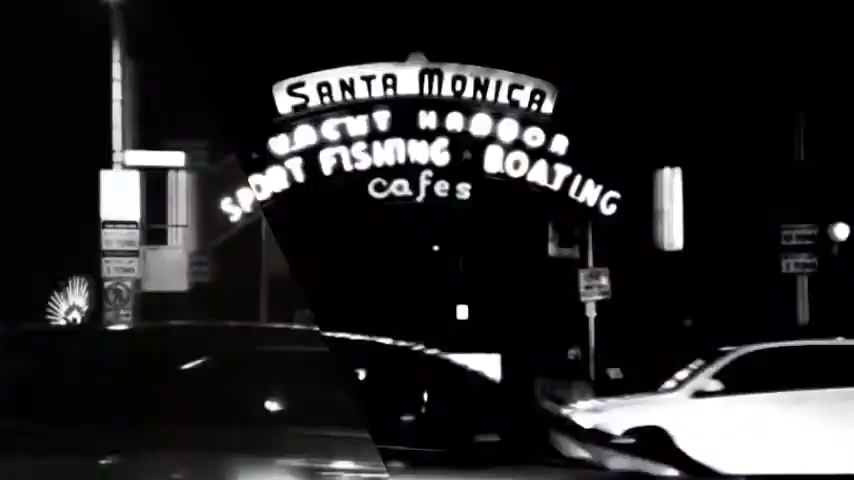 SANTA MONICA
YACHT HARBOR
SPORT FISHING BOATING
cafes